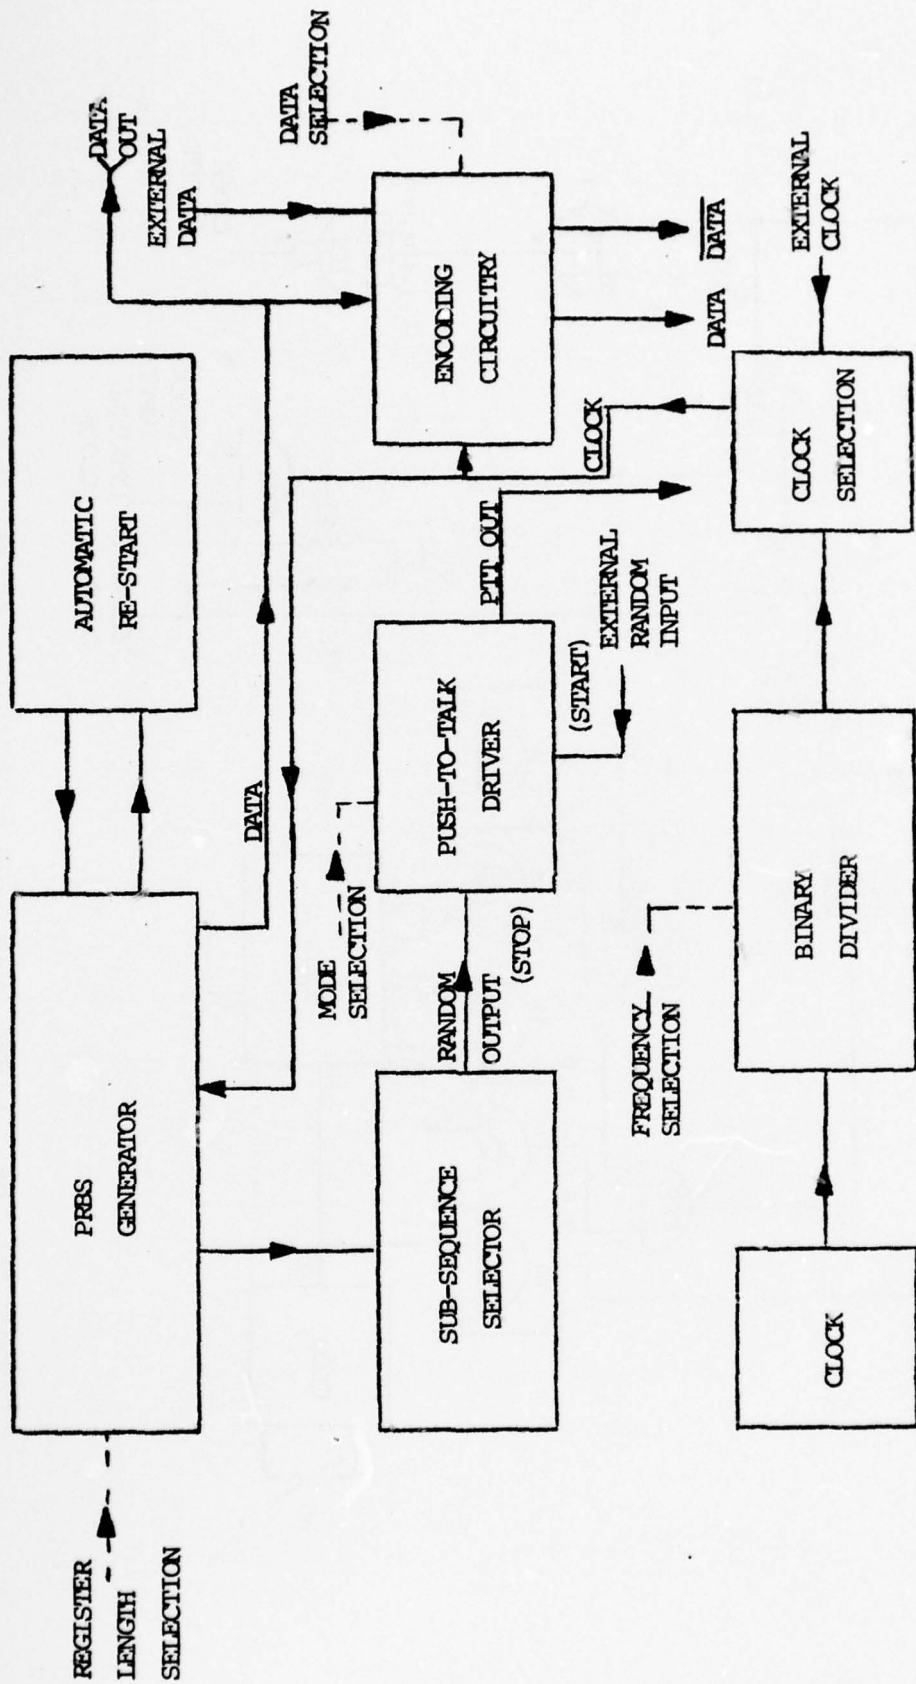 REGISTER
LENGTH
SELECTION
PRBS
GENERATOR
AUTOMATIC
RE-START
DATA
DATA
OUT
EXTERNAL
DATA
DATA
SELECTION
MODE
SELECTION
SUB-SEQUENCE
SELECTOR
RANDOM
OUTPUT
(STOP)
PUSH-TO-TALK
DRIVER
(START)
EXTERNAL
RANDOM
INPUT
PTT OUT
CLOCK
ENCODING
CIRCUITRY
DATA
D̅A̅T̅A̅
FREQUENCY
SELECTION
CLOCK
BINARY
DIVIDER
CLOCK
SELECTION
EXTERNAL
CLOCK